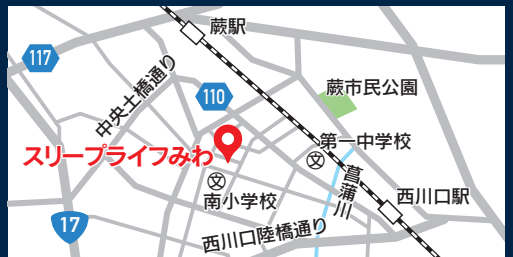 蕨駅
117
中央土橋通り
110
蕨市民公園
スリープライフみわ
第一中学校
文
文
南小学校
菖蒲川
西川口駅
17
西川口陸橋通り